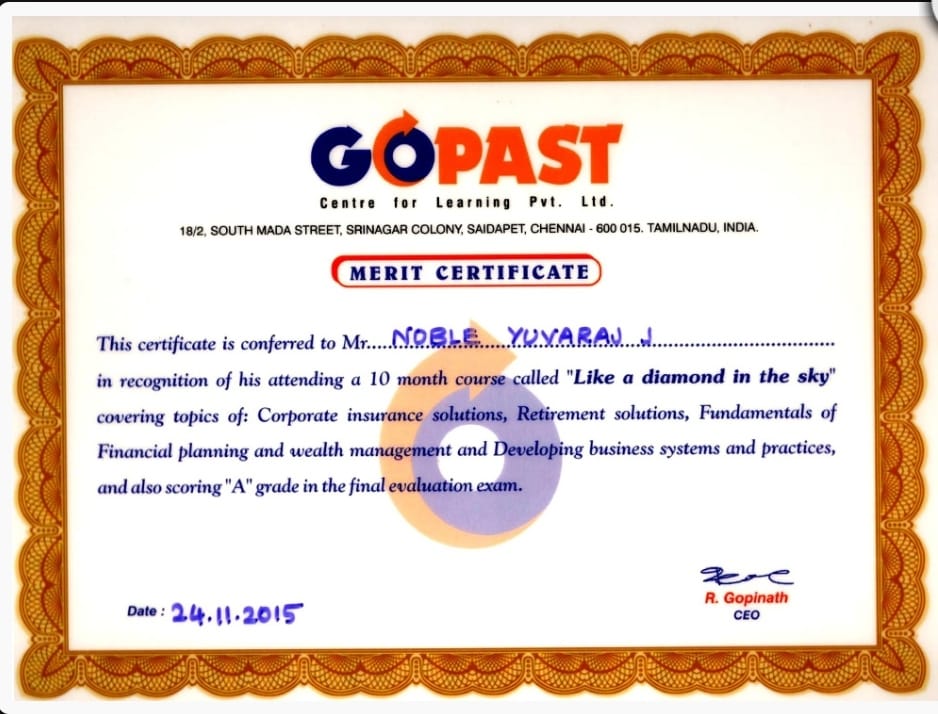 GOPAST
Centre for Learning Pvt. Ltd.
18/2, SOUTH MADA STREET, SRINAGAR COLONY, SAIDAPET, CHENNAI - 600 015. TAMILNADU, INDIA.
MERIT CERTIFICATE
This certificate is conferred to Mr.....NOBLE YUVARAJ J..............................
in recognition of his attending a 10 month course called "Like a diamond in the sky"
covering topics of: Corporate insurance solutions, Retirement solutions, Fundamentals of
Financial planning and wealth management and Developing business systems and practices,
and also scoring "A" grade in the final evaluation exam.
Date : 24.11.2015
R. Gopinath
CEO